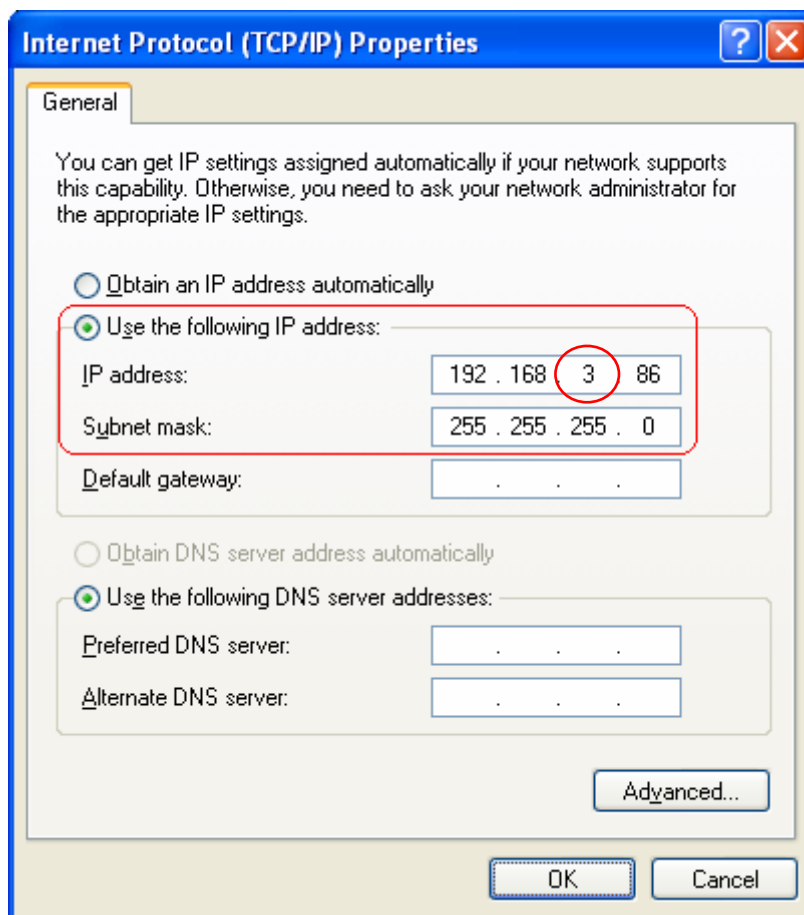 Internet Protocol (TCP/IP) Properties
General
You can get IP settings assigned automatically if your network supports
this capability. Otherwise, you need to ask your network administrator for
the appropriate IP settings.
Obtain an IP address automatically
Use the following IP address:
IP address: 192 . 168 . 3 . 86
Subnet mask: 255 . 255 . 255 . 0
Default gateway: . . .
Obtain DNS server address automatically
Use the following DNS server addresses:
Preferred DNS server: . . .
Alternate DNS server: . . .
Advanced...
OK Cancel